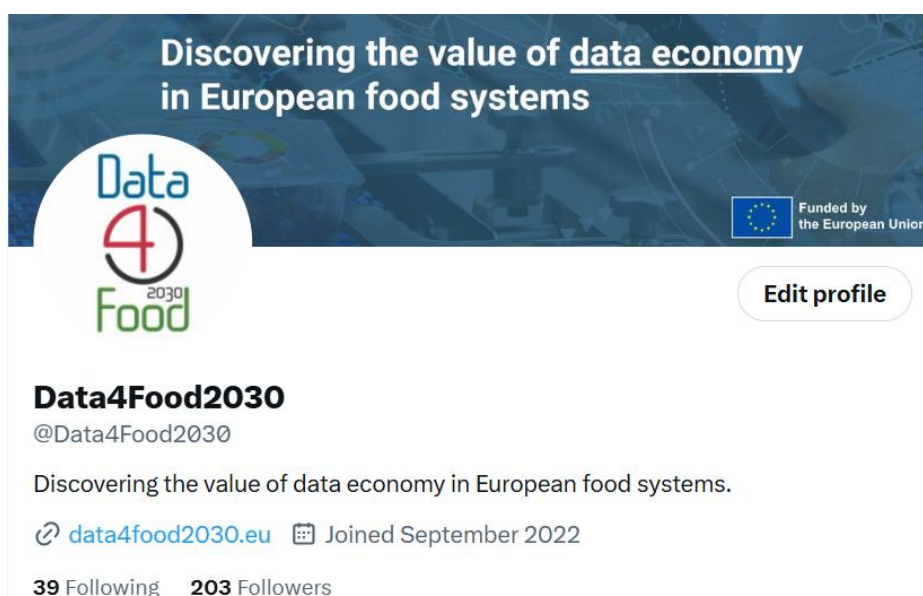 Discovering the value of data economy
in European food systems
Data
4
2030
Food
Funded by
the European Union
Edit profile
Data4Food2030
@Data4Food2030
Discovering the value of data economy in European food systems.
data4food2030.eu Joined September 2022
39 Following 203 Followers